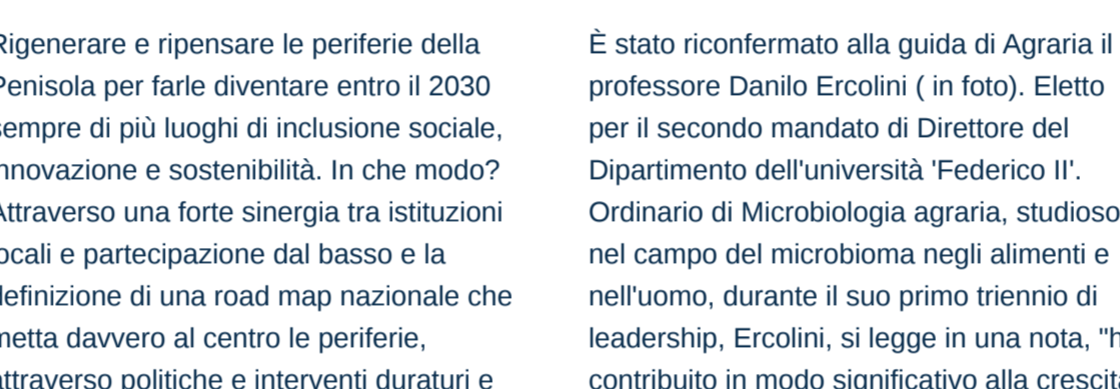 Rigenerare e ripensare le periferie della
Penisola per farle diventare entro il 2030
sempre di più luoghi di inclusione sociale,
innovazione e sostenibilità. In che modo?
Attraverso una forte sinergia tra istituzioni
locali e partecipazione dal basso e la
definizione di una road map nazionale che
metta davvero al centro le periferie,
attraverso politiche e interventi duraturi e
È stato riconfermato alla guida di Agraria il
professore Danilo Ercolini ( in foto). Eletto
per il secondo mandato di Direttore del
Dipartimento dell'università 'Federico II'.
Ordinario di Microbiologia agraria, studioso
nel campo del microbioma negli alimenti e
nell'uomo, durante il suo primo triennio di
leadership, Ercolini, si legge in una nota, "h
contribuito in modo significativo alla